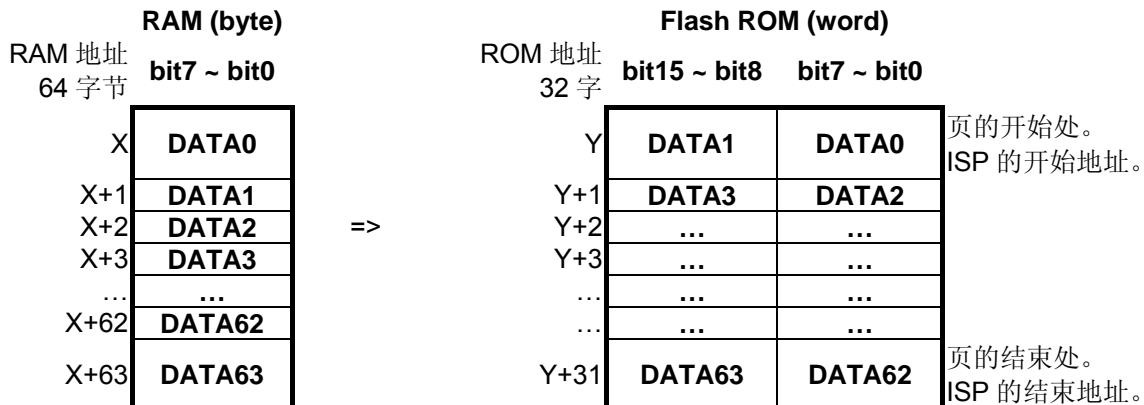 RAM (byte) Flash ROM (word)
RAM 地址 64 字节 bit7 ~ bit0 ROM 地址 32 字 bit15 ~ bit8 bit7 ~ bit0
X DATA0 Y DATA1 DATA0 页的开始处。 ISP 的开始地址。
X+1 DATA1 Y+1 DATA3 DATA2
X+2 DATA2 => Y+2 … …
X+3 DATA3 Y+3 … …
… … … … …
X+62 DATA62 … … …
X+63 DATA63 Y+31 DATA63 DATA62 页的结束处。 ISP 的结束地址。